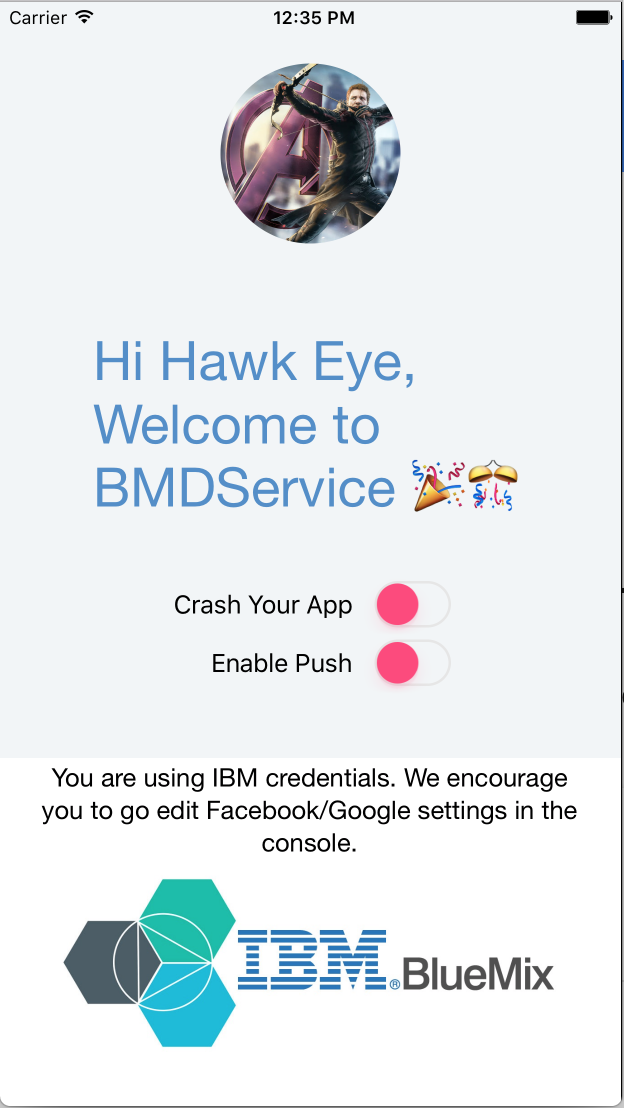 Carrier 12:35 PM
Hi Hawk Eye,
Welcome to
BMDService 🎉🎊
Crash Your App
Enable Push
You are using IBM credentials. We encourage
you to go edit Facebook/Google settings in the
console.
IBM®BlueMix